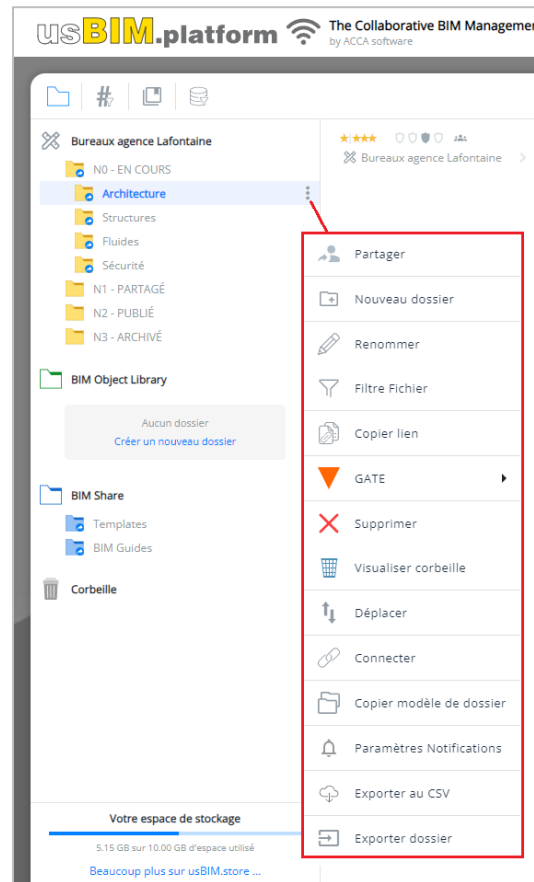 usBIM.platform
The Collaborative BIM Managemen
by ACCA software
Bureaux agence Lafontaine
N0 - EN COURS
Architecture
Structures
Fluides
Sécurité
N1 - PARTAGÉ
N2 - PUBLIÉ
N3 - ARCHIVÉ
BIM Object Library
Aucun dossier
Créer un nouveau dossier
BIM Share
Templates
BIM Guides
Corbeille
Votre espace de stockage
5.15 GB sur 10.00 GB d'espace utilisé
Beaucoup plus sur usBIM.store ...
Bureaux agence Lafontaine
Partager
Nouveau dossier
Renommer
Filtre Fichier
Copier lien
GATE
Supprimer
Visualiser corbeille
Déplacer
Connecter
Copier modèle de dossier
Paramètres Notifications
Exporter au CSV
Exporter dossier